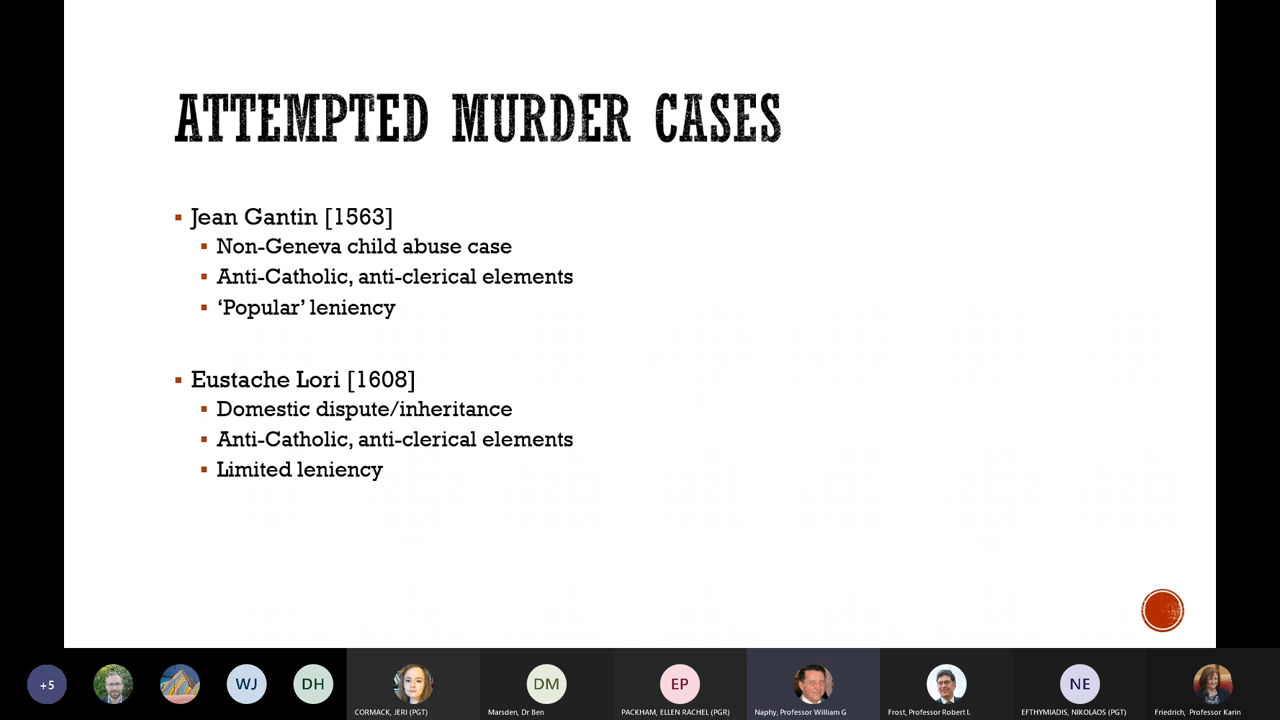 ATTEMPTED MURDER CASES
Jean Gantin [1563]
Non-Geneva child abuse case
Anti-Catholic, anti-clerical elements
‘Popular’ leniency
Eustache Lori [1608]
Domestic dispute/inheritance
Anti-Catholic, anti-clerical elements
Limited leniency
+5
WJ
DH
DM
EP
NE
CORMACK, JERI (PGT)
Marsden, Dr Ben
PACKHAM, ELLEN RACHEL (PGR)
Naphy, Professor William G
Frost, Professor Robert I.
EFTHYMIADIS, NIKOLAOS (PGT)
Friedrich, Professor Karin